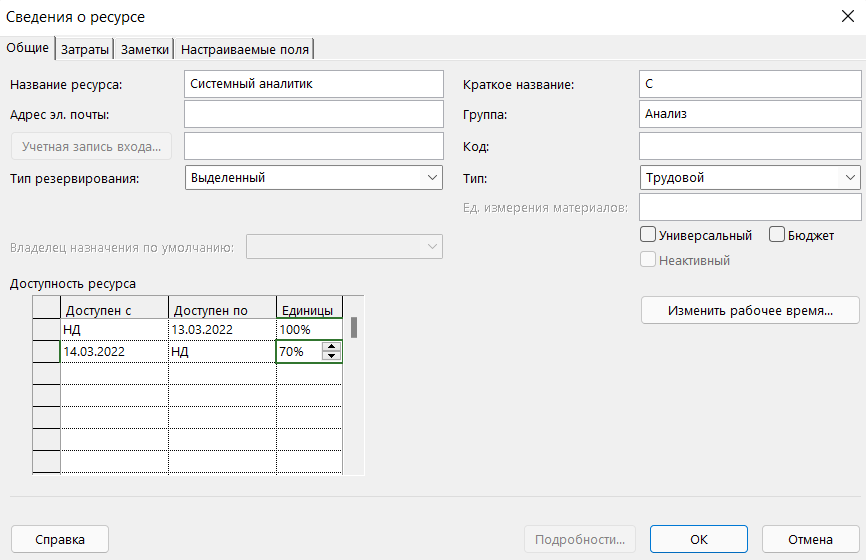 Сведения о ресурсе
Общие Затраты Заметки Настраиваемые поля
Название ресурса: Системный аналитик Краткое название: С
Адрес эл. почты: Группа: Анализ
Учетная запись входа... Код:
Тип резервирования: Выделенный Тип: Трудовой
Ед. измерения материалов:
Универсальный Бюджет
Владелец назначения по умолчанию:
Неактивный
Доступность ресурса
Доступен с Доступен по Единицы Изменить рабочее время...
НД 13.03.2022 100%
14.03.2022 НД 70%
Справка Подробности... ОК Отмена